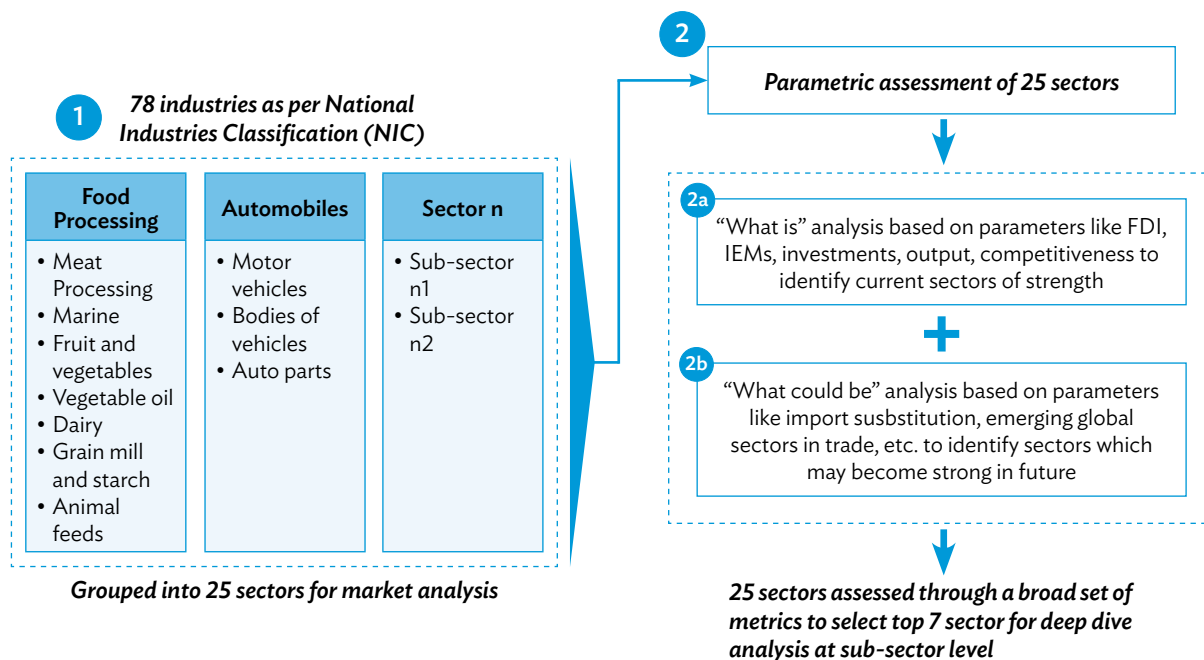 1
78 industries as per National
Industries Classification (NIC)
Food
Processing
• Meat
Processing
• Marine
• Fruit and
vegetables
• Vegetable oil
• Dairy
• Grain mill
and starch
• Animal
feeds
Automobiles
• Motor
vehicles
• Bodies of
vehicles
• Auto parts
Sector n
• Sub-sector
n1
• Sub-sector
n2
Grouped into 25 sectors for market analysis
2
Parametric assessment of 25 sectors
2a
“What is” analysis based on parameters like FDI,
IEMs, investments, output, competitiveness to
identify current sectors of strength
+
2b
“What could be” analysis based on parameters
like import susbstitution, emerging global
sectors in trade, etc. to identify sectors which
may become strong in future
25 sectors assessed through a broad set of
metrics to select top 7 sector for deep dive
analysis at sub-sector level